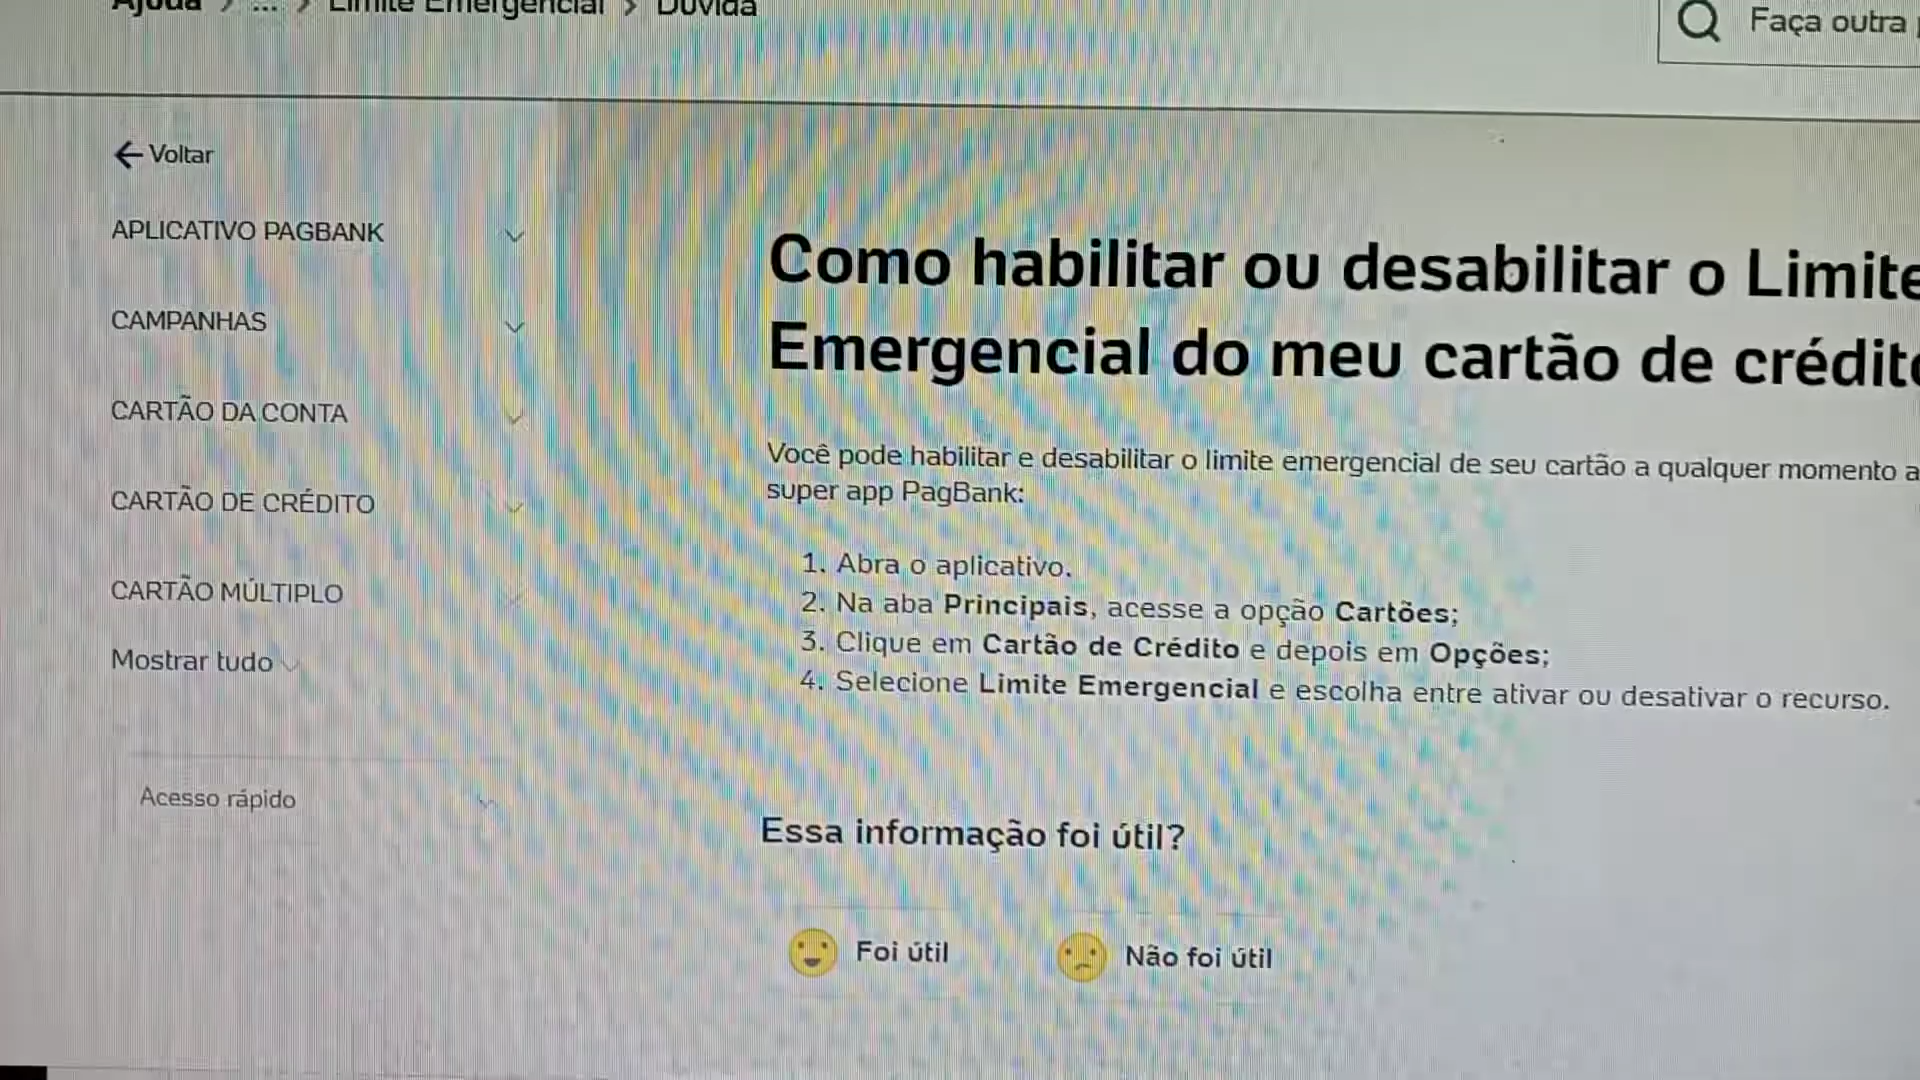 Ajuda > ... > Limite Emergencial > Dúvida
Faça outra
← Voltar
APLICATIVO PAGBANK
CAMPANHAS
CARTÃO DA CONTA
CARTÃO DE CRÉDITO
CARTÃO MÚLTIPLO
Mostrar tudo
Acesso rápido
Como habilitar ou desabilitar o Limite
Emergencial do meu cartão de crédito
Você pode habilitar e desabilitar o limite emergencial de seu cartão a qualquer momento a
super app PagBank:
1. Abra o aplicativo.
2. Na aba Principais, acesse a opção Cartões;
3. Clique em Cartão de Crédito e depois em Opções;
4. Selecione Limite Emergencial e escolha entre ativar ou desativar o recurso.
Essa informação foi útil?
Foi útil
Não foi útil